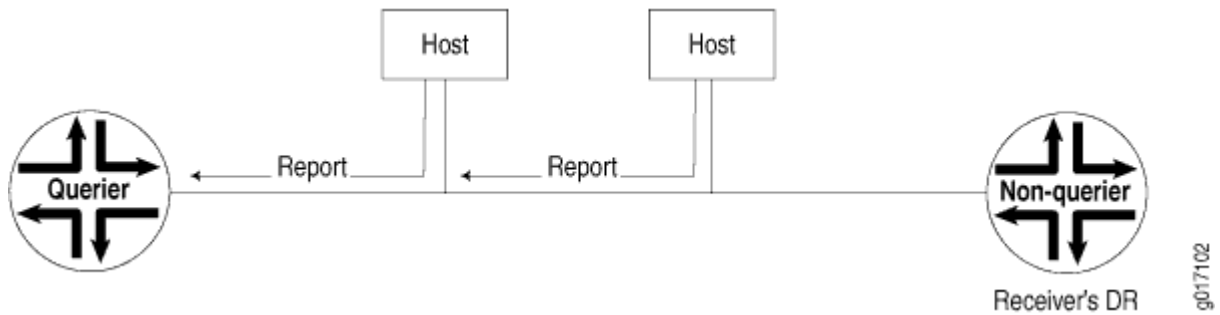 Host
Host
Report
Report
Querier
Non-querier
Receiver's DR
g017102